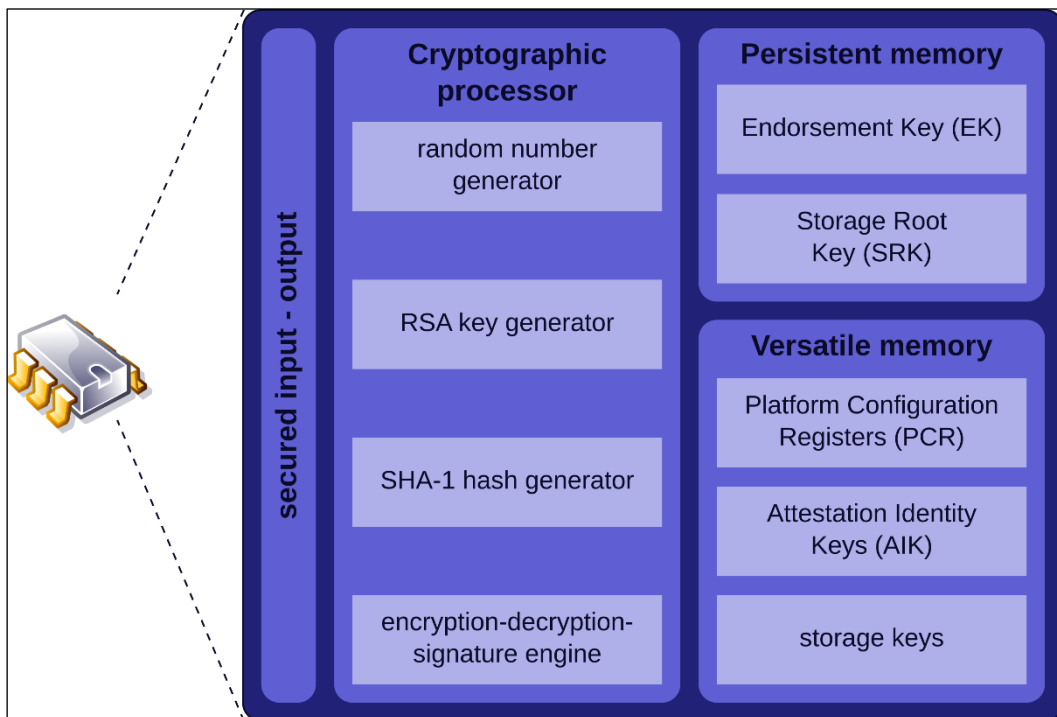 secured input - output
Cryptographic
processor
random number
generator
RSA key generator
SHA-1 hash generator
encryption-decryption-
signature engine
Persistent memory
Endorsement Key (EK)
Storage Root
Key (SRK)
Versatile memory
Platform Configuration
Registers (PCR)
Attestation Identity
Keys (AIK)
storage keys